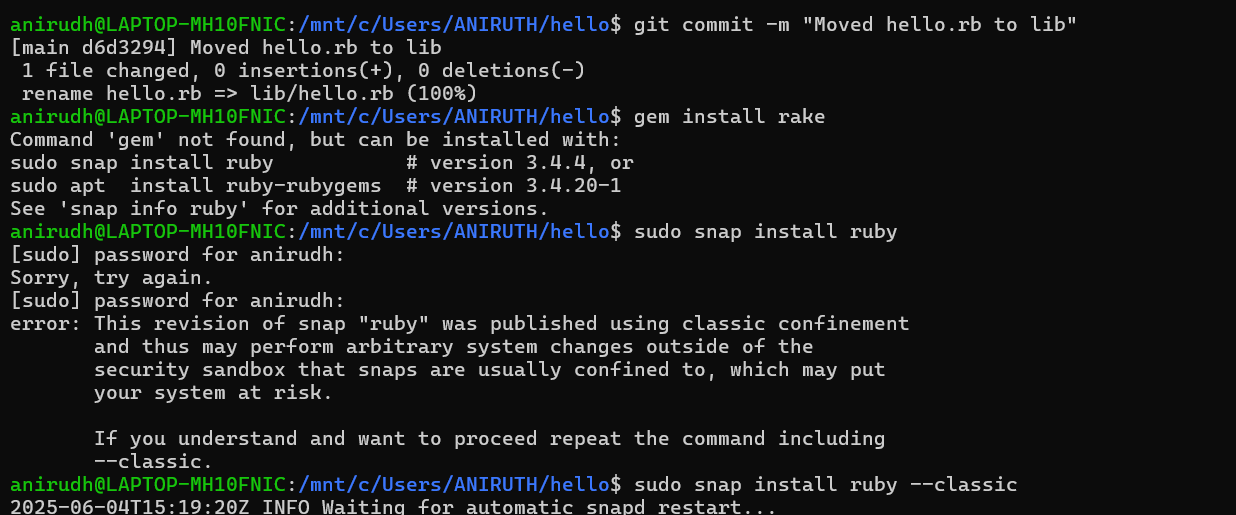 anirudh@LAPTOP-MH10FNIC:/mnt/c/Users/ANIRUTH/hello$ git commit -m "Moved hello.rb to lib"
[main d6d3294] Moved hello.rb to lib
 1 file changed, 0 insertions(+), 0 deletions(-)
 rename hello.rb => lib/hello.rb (100%)
anirudh@LAPTOP-MH10FNIC:/mnt/c/Users/ANIRUTH/hello$ gem install rake
Command 'gem' not found, but can be installed with:
sudo snap install ruby           # version 3.4.4, or
sudo apt  install ruby-rubygems  # version 3.4.20-1
See 'snap info ruby' for additional versions.
anirudh@LAPTOP-MH10FNIC:/mnt/c/Users/ANIRUTH/hello$ sudo snap install ruby
[sudo] password for anirudh:
Sorry, try again.
[sudo] password for anirudh:
error: This revision of snap "ruby" was published using classic confinement
       and thus may perform arbitrary system changes outside of the
       security sandbox that snaps are usually confined to, which may put
       your system at risk.

       If you understand and want to proceed repeat the command including
       --classic.
anirudh@LAPTOP-MH10FNIC:/mnt/c/Users/ANIRUTH/hello$ sudo snap install ruby --classic
2025-06-04T15:19:20Z INFO Waiting for automatic snapd restart...